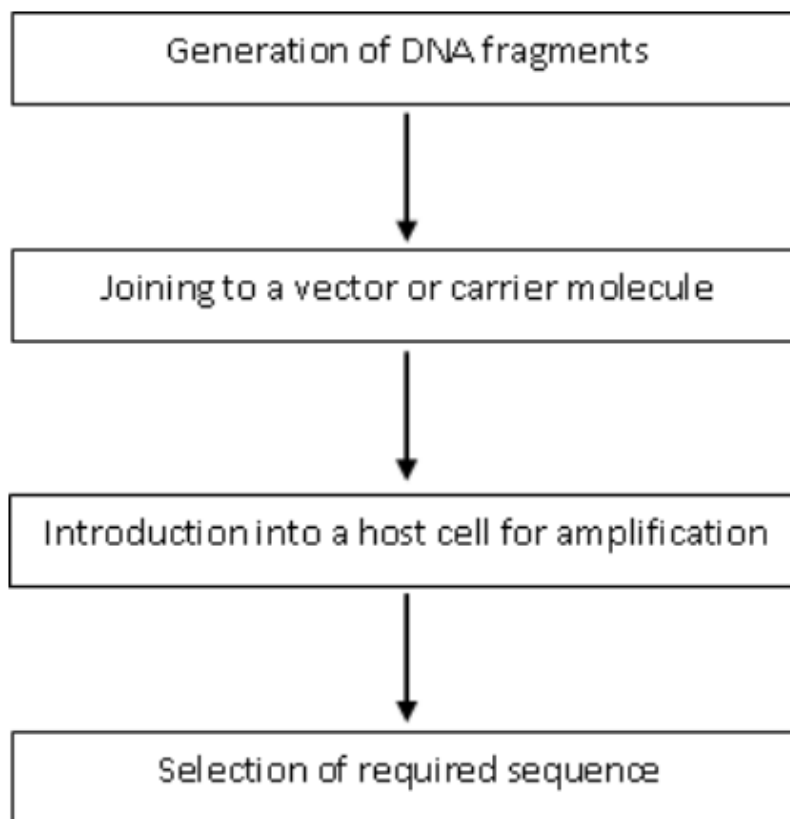 Generation of DNA fragments
Joining to a vector or carrier molecule
Introduction into a host cell for amplification
Selection of required sequence